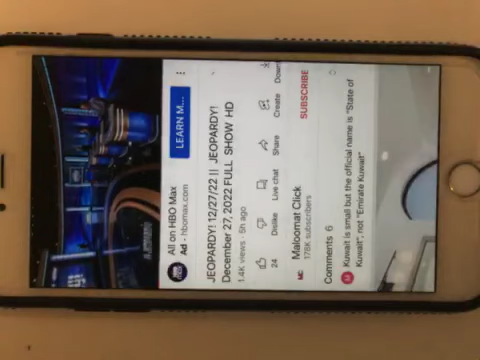 All on HBO Max
Ad • hbomax.com
LEARN M...
JEOPARDY! 12/27/22 || JEOPARDY!
December 27, 2022 FULL SHOW HD
1.4K views · 5h ago
24
Dislike
Live chat
Share
Create
Down
Maloomat Click
176K subscribers
SUBSCRIBE
Comments 6
Kuwait is small but the official name is "State of
Kuwait", not "Emirate Kuwait"